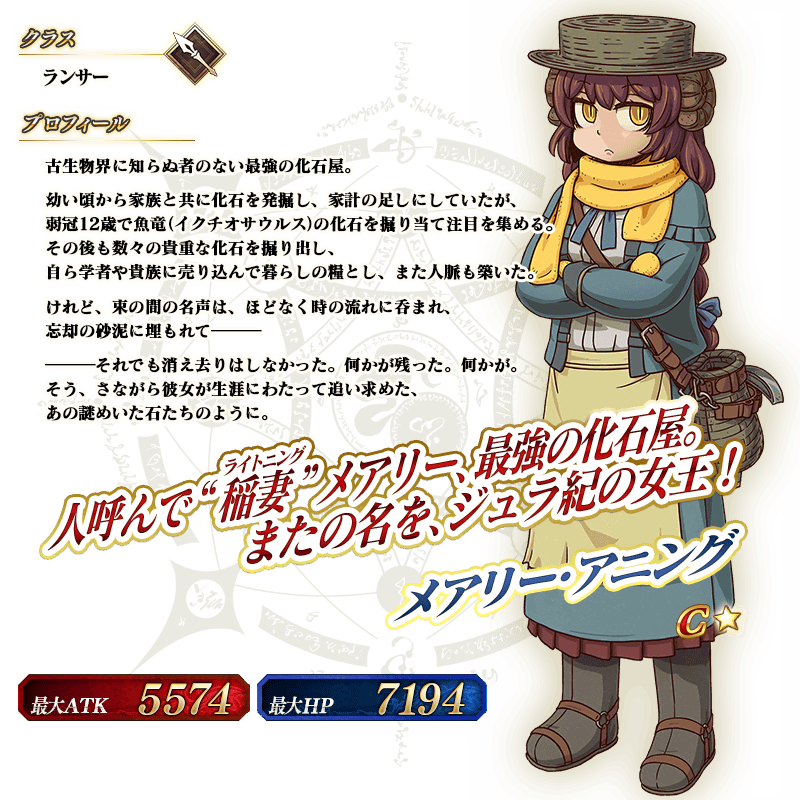 クラス
ランサー
プロフィール
古生物界に知らぬ者のない最強の化石屋。
幼い頃から家族と共に化石を発掘し、家計の足しにしていたが、
弱冠12歳で魚竜(イクチオサウルス)の化石を掘り当て注目を集める。
その後も数々の貴重な化石を掘り出し、
自ら学者や貴族に売り込んで暮らしの糧とし、また人脈も築いた。
けれど、束の間の名声は、ほどなく時の流れに呑まれ、
忘却の砂泥に埋もれて―――
―――それでも消え去りはしなかった。何かが残った。何かが。
そう、さながら彼女が生涯にわたって追い求めた、
あの謎めいた石たちのように。
ライトニング
人呼んで“稲妻”メアリー、最強の化石屋。
またの名を、ジュラ紀の女王！
メアリー・アニング
C
最大ATK 5574
最大HP 7194